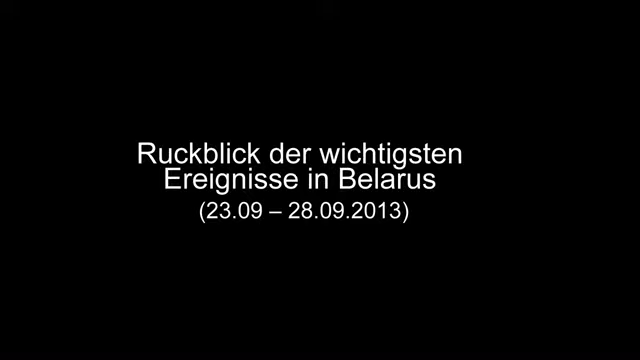 Ruckblick der wichtigsten
Ereignisse in Belarus
(23.09 – 28.09.2013)